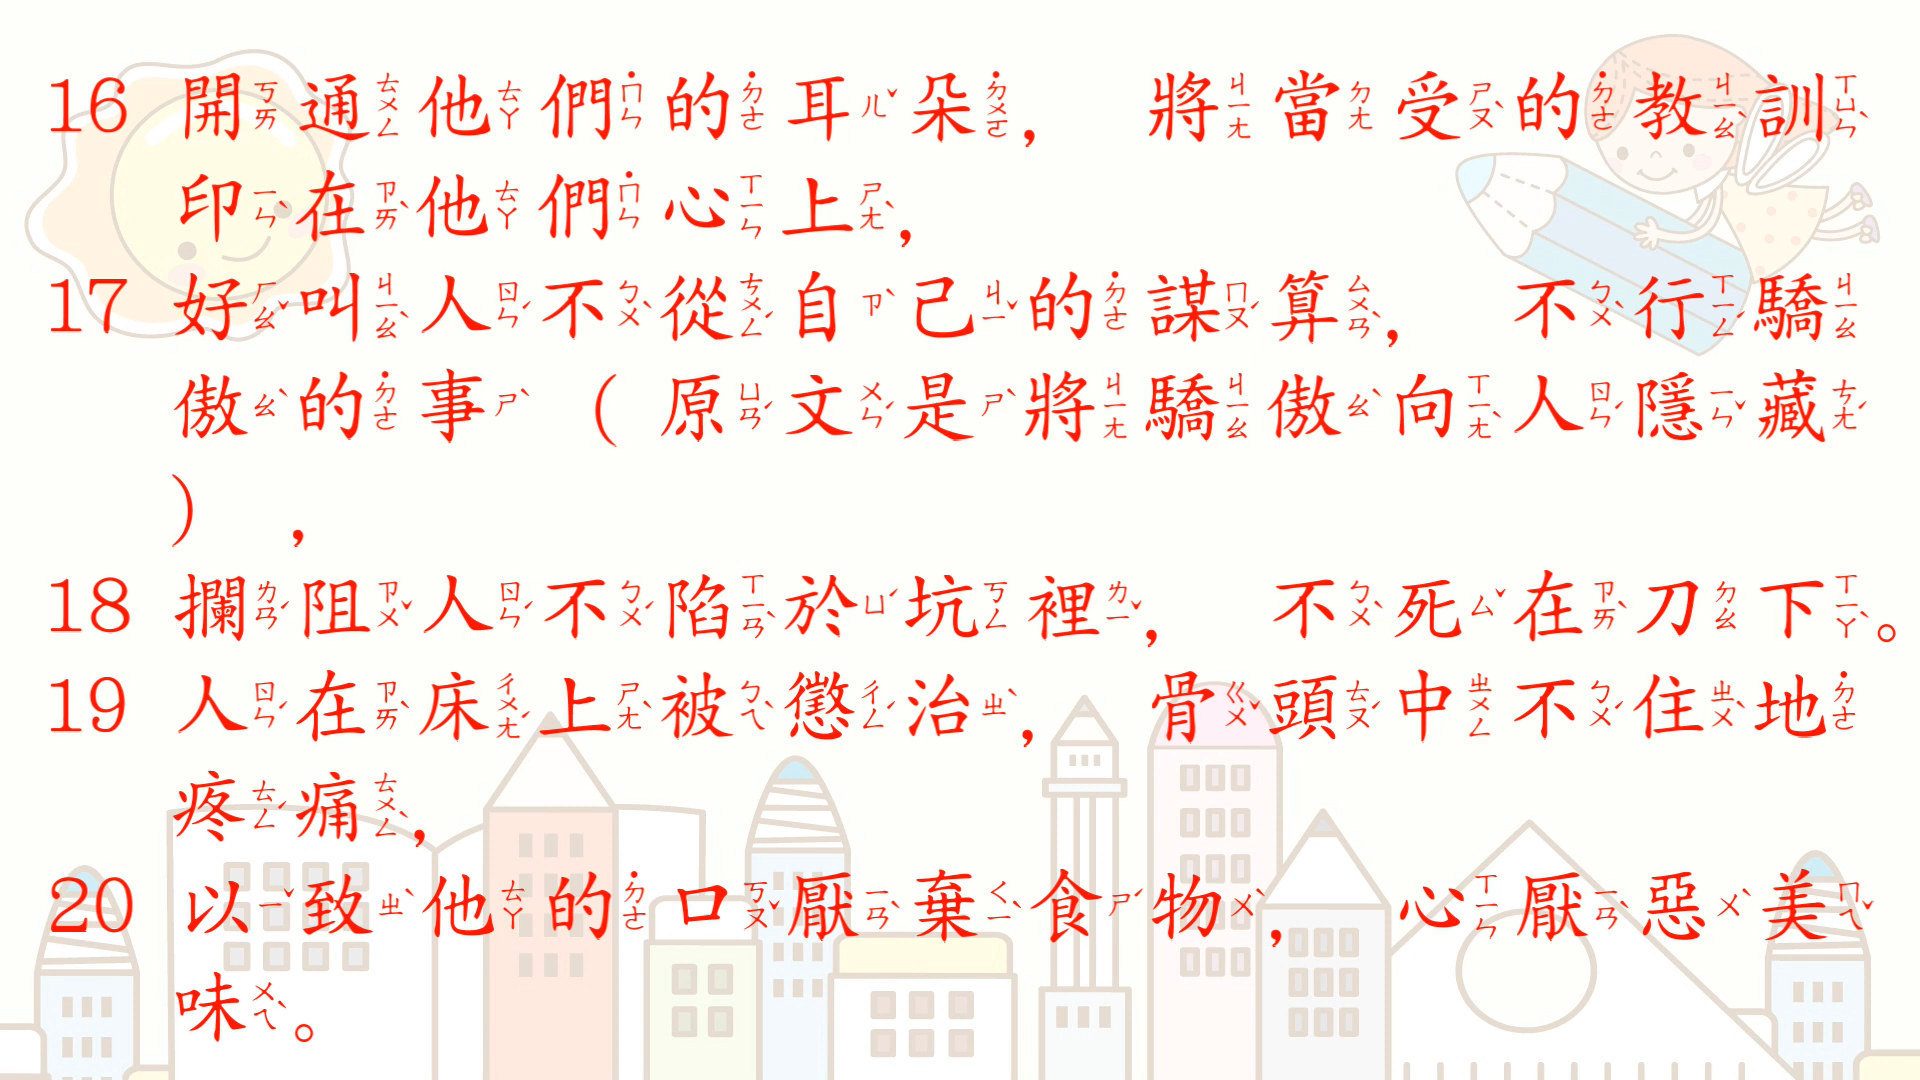 16 開通他們的耳朵, 將當受的教訓
印在他們心上,
17 好叫人不從自己的謀算, 不行驕
傲的事（原文是將驕傲向人隱藏
）,
18 攔阻人不陷於坑裡, 不死在刀下。
19 人在床上被懲治, 骨頭中不住地
疼痛,
20 以致他的口厭棄食物, 心厭惡美
味。